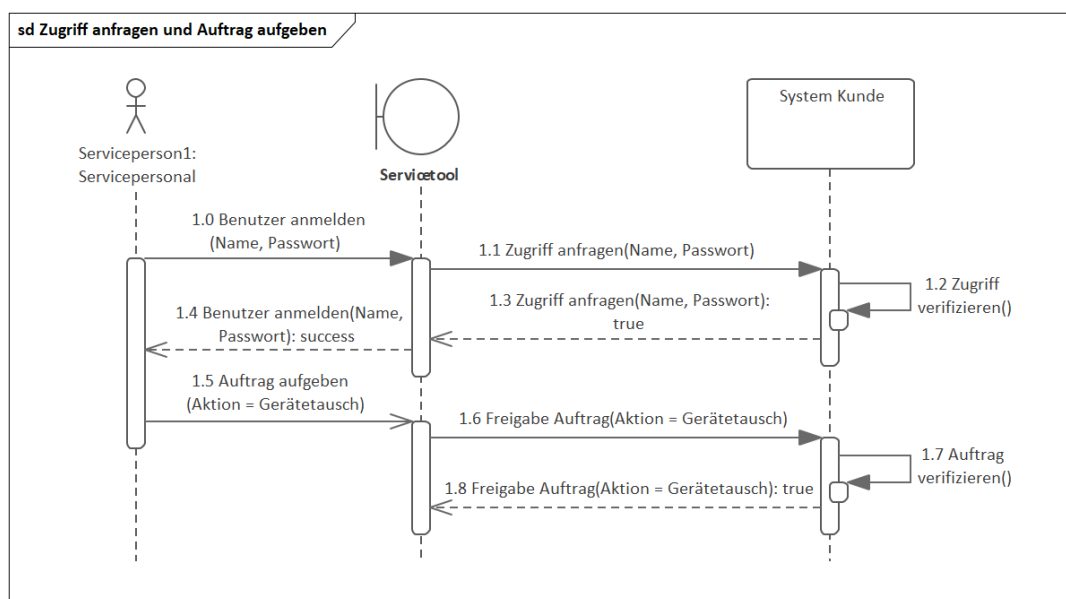 sd Zugriff anfragen und Auftrag aufgeben
System Kunde
Serviceperson1:
Servicepersonal
Servicetool
1.0 Benutzer anmelden
(Name, Passwort)
1.1 Zugriff anfragen(Name, Passwort)
1.2 Zugriff
verifizieren()
1.3 Zugriff anfragen(Name, Passwort):
true
1.4 Benutzer anmelden(Name,
Passwort): success
1.5 Auftrag aufgeben
(Aktion = Gerätetausch)
1.6 Freigabe Auftrag(Aktion = Gerätetausch)
1.7 Auftrag
verifizieren()
1.8 Freigabe Auftrag(Aktion = Gerätetausch): true